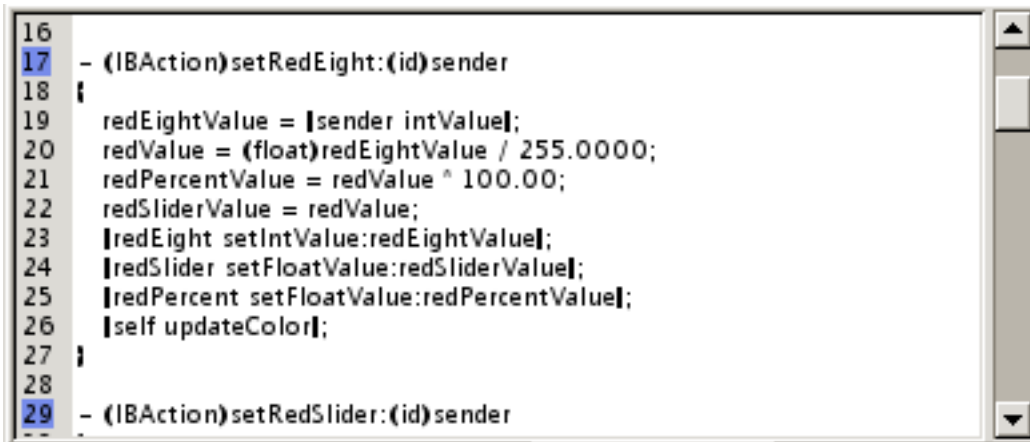 16
17 - (IBAction)setRedEight:(id)sender
18 {
19 redEightValue = [sender intValue];
20 redValue = (float)redEightValue / 255.0000;
21 redPercentValue = redValue * 100.00;
22 redSliderValue = redValue;
23 [redEight setIntValue:redEightValue];
24 [redSlider setFloatValue:redSliderValue];
25 [redPercent setFloatValue:redPercentValue];
26 [self updateColor];
27 }
28
29 - (IBAction)setRedSlider:(id)sender